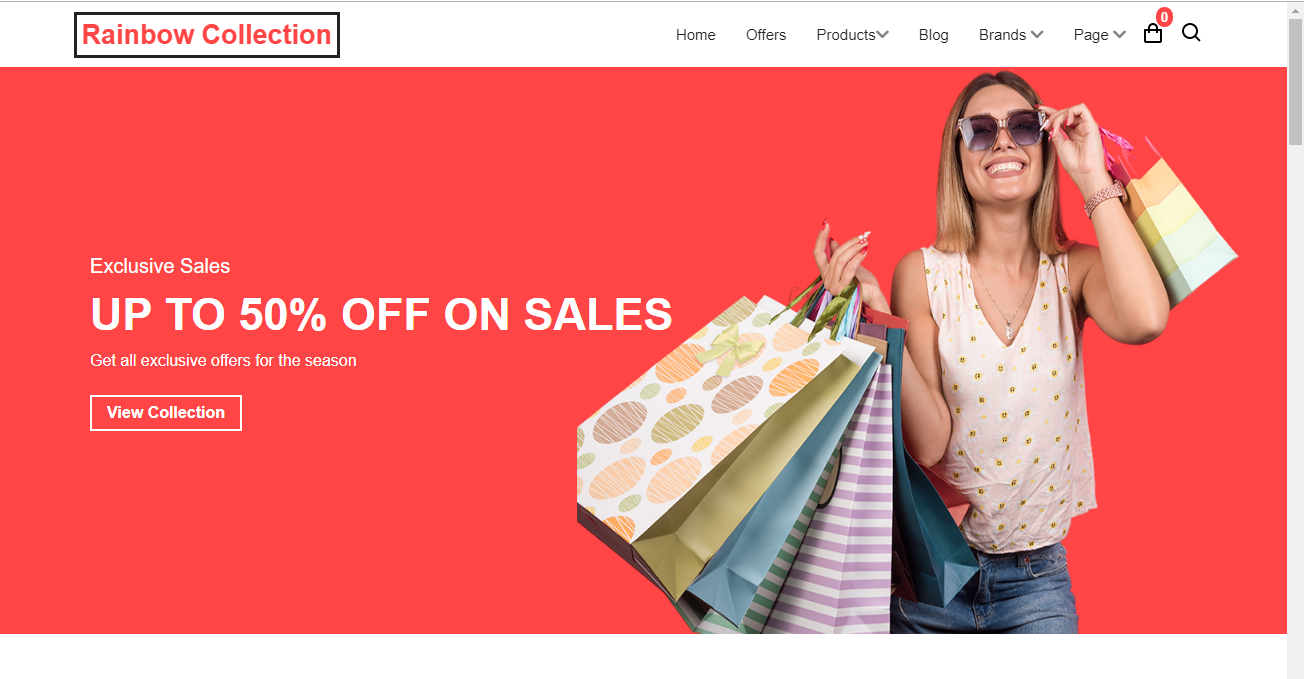 Rainbow Collection
Home Offers Products Blog Brands Page 0
Exclusive Sales
UP TO 50% OFF ON SALES
Get all exclusive offers for the season
View Collection